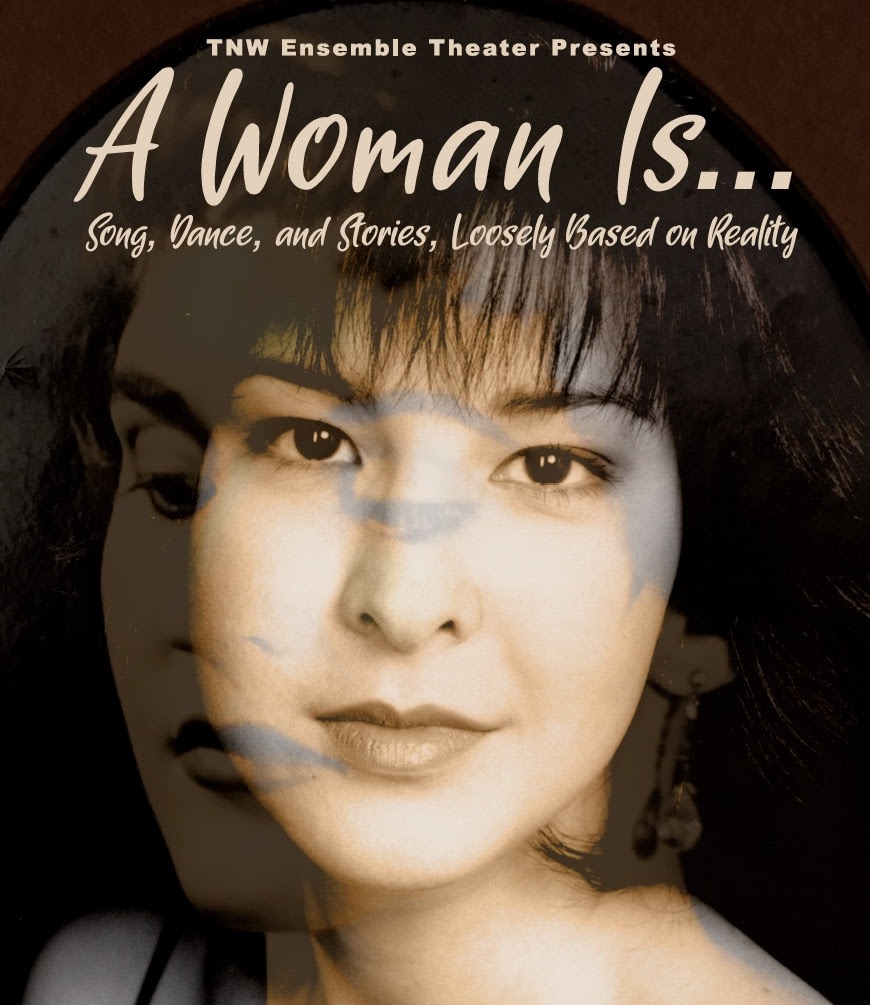 TNW Ensemble Theater Presents
A Woman Is...
Song, Dance, and Stories, Loosely Based on Reality